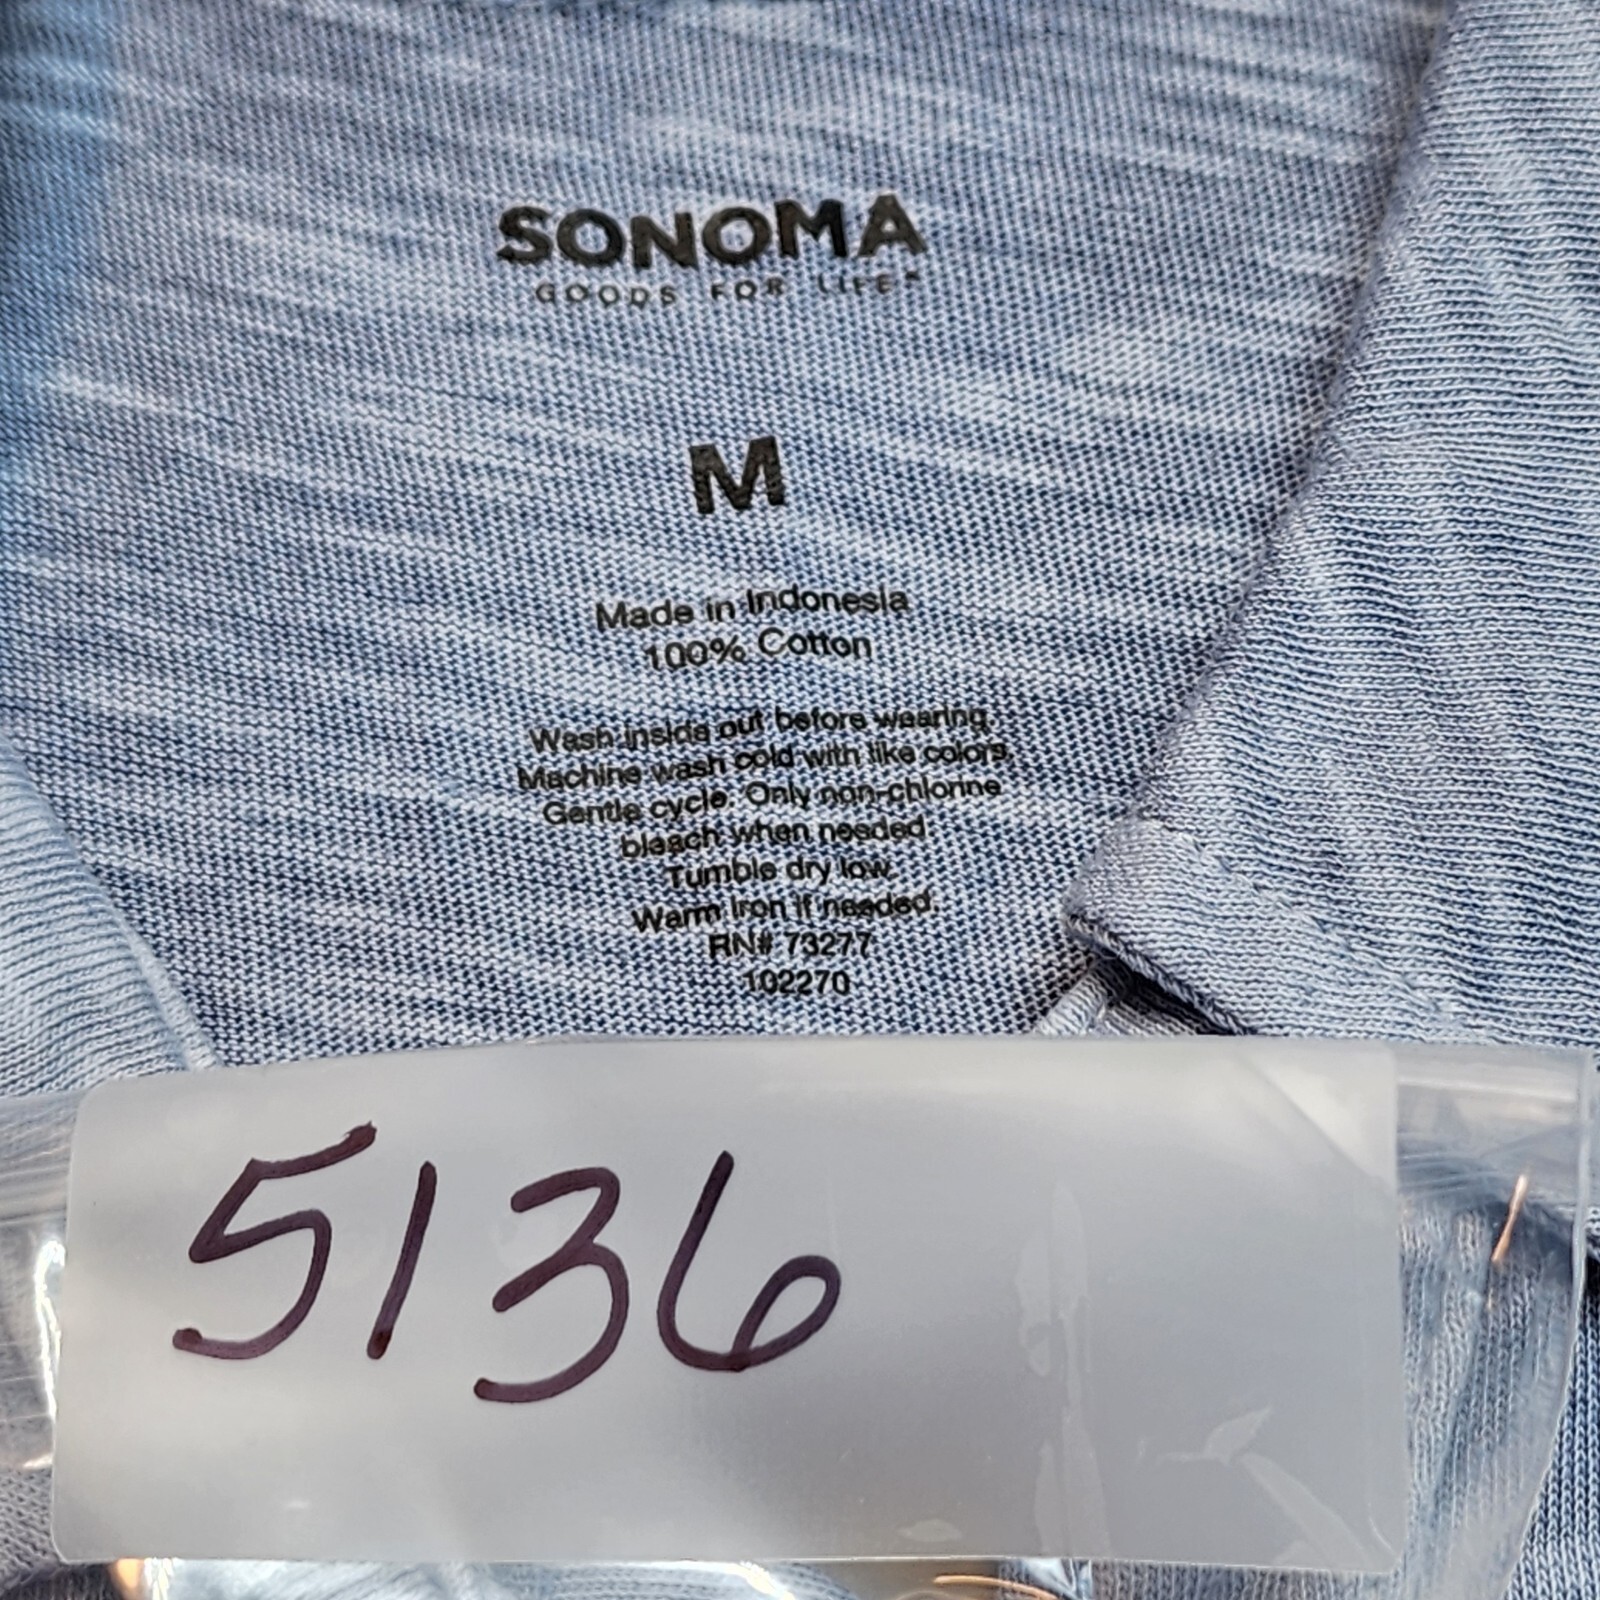 SONOMA
GOODS FOR LIFE™
M
Made in Indonesia
100% Cotton
Wash inside out before wearing.
Machine wash cold with like colors.
Gentle cycle. Only non-chlorine
bleach when needed.
Tumble dry low.
Warm Iron if needed.
RN# 73277
102270
5136